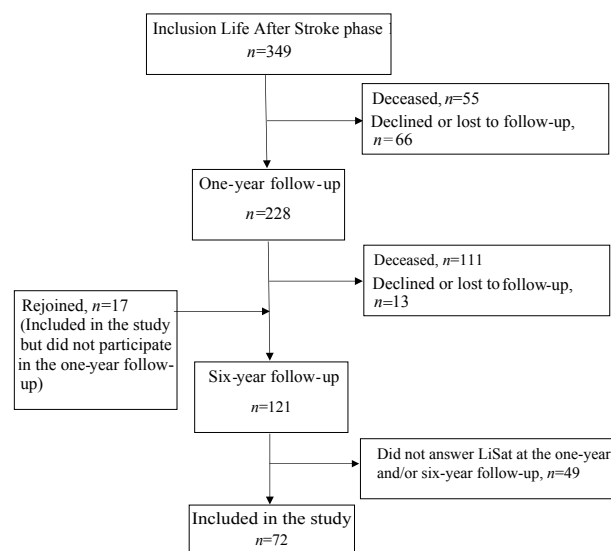 Inclusion Life After Stroke phase
n=349
Deceased, n=55
Declined or lost to follow-up,
n=66
One-year follow-up
n=228
Deceased, n=111
Declined or lost to follow-up,
n=13
Rejoined, n=17
(Included in the study
but did not participate
in the one-year follow-
up)
Six-year follow-up
n=121
Did not answer LiSat at the one-year
and/or six-year follow-up, n=49
Included in the study
n=72